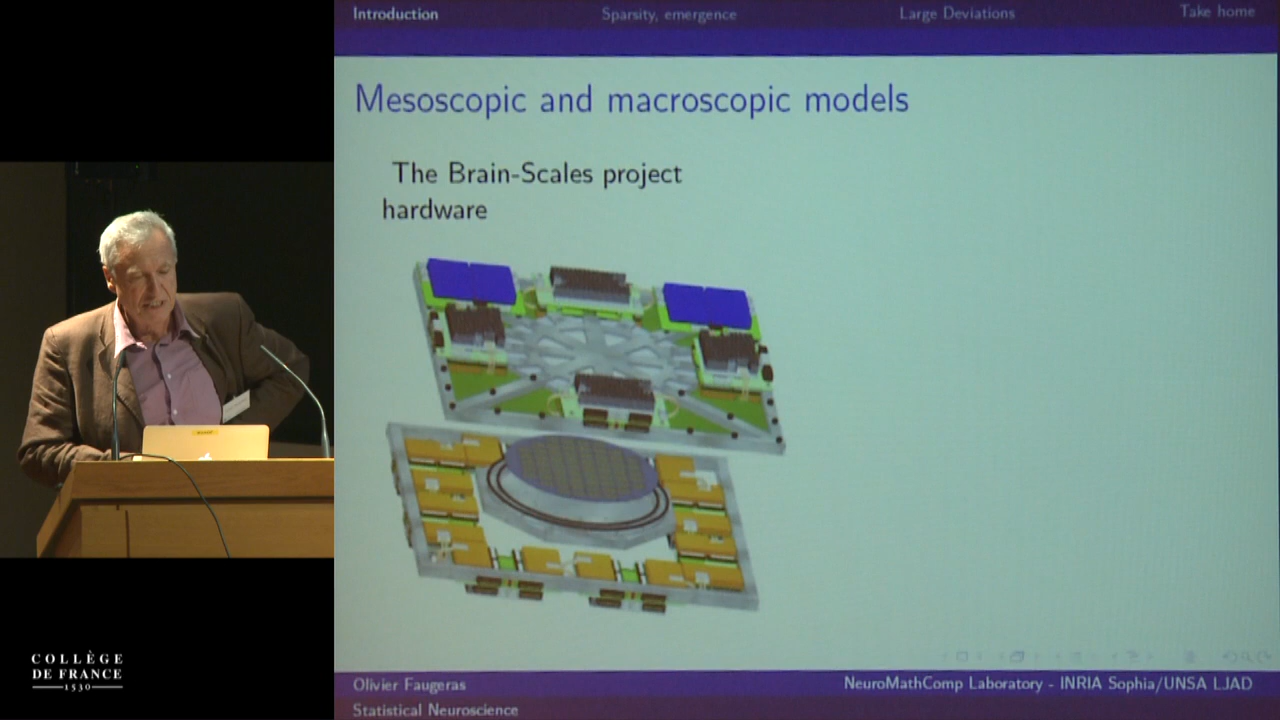 Introduction
Sparsity, emergence
Large Deviations
Take home
Mesoscopic and macroscopic models
The Brain-Scales project
hardware
COLLÈGE
DE FRANCE
1530
Olivier Faugeras
NeuroMathComp Laboratory - INRIA Sophia/UNSA LJAD
Statistical Neuroscience